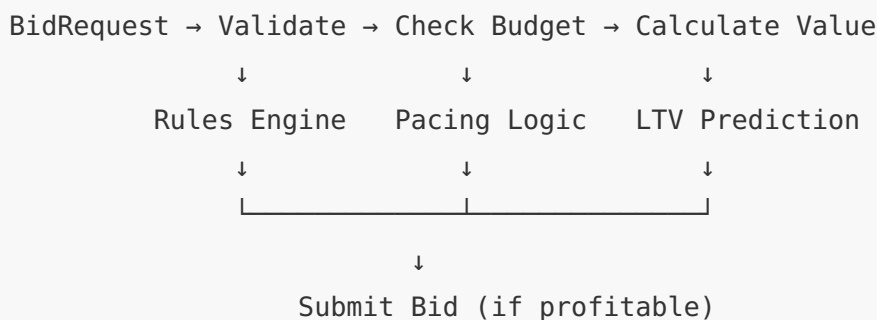 BidRequest → Validate → Check Budget → Calculate Value
↓ ↓ ↓
Rules Engine Pacing Logic LTV Prediction
↓ ↓ ↓
└──────────────┴───────────────┘
↓
Submit Bid (if profitable)